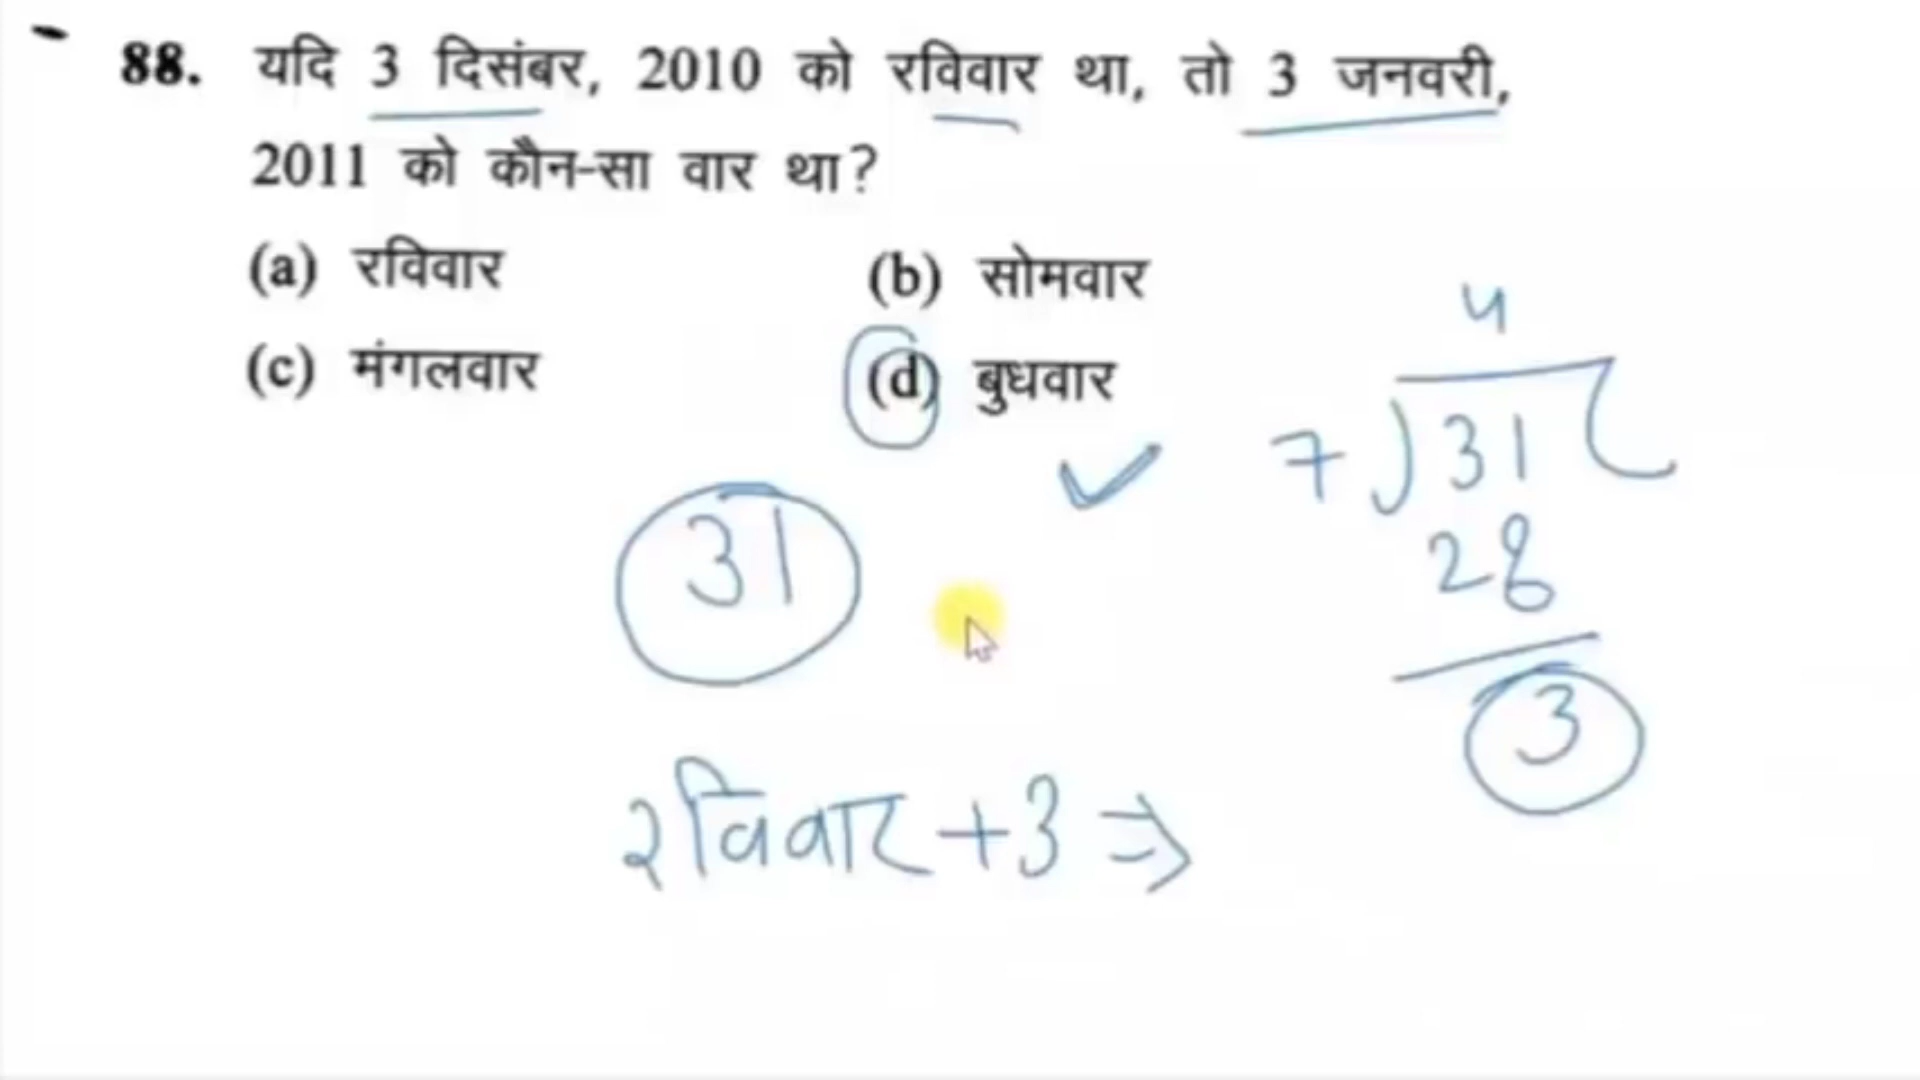 88. यदि 3 दिसंबर, 2010 को रविवार था, तो 3 जनवरी,
2011 को कौन-सा वार था?
(a) रविवार (b) सोमवार
(c) मंगलवार (d) बुधवार
4
7 31
28
3
31
रविवार + 3 ⇒